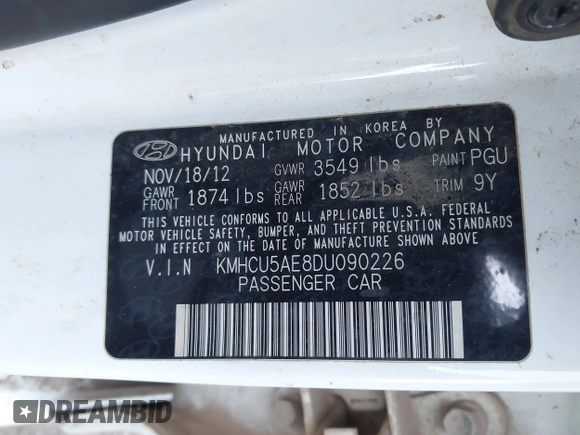 MANUFACTURED IN KOREA BY
HYUNDAI MOTOR COMPANY
NOV/18/12 GVWR 3549 lbs PAINT PGU
GAWR FRONT 1874 lbs GAWR REAR 1852 lbs TRIM 9Y
THIS VEHICLE CONFORMS TO ALL APPLICABLE U.S.A. FEDERAL
MOTOR VEHICLE SAFETY, BUMPER, AND THEFT PREVENTION STANDARDS
IN EFFECT ON THE DATE OF MANUFACTURE SHOWN ABOVE.
V.I.N KMHCU5AE8DU090226
PASSENGER CAR
DREAMBID